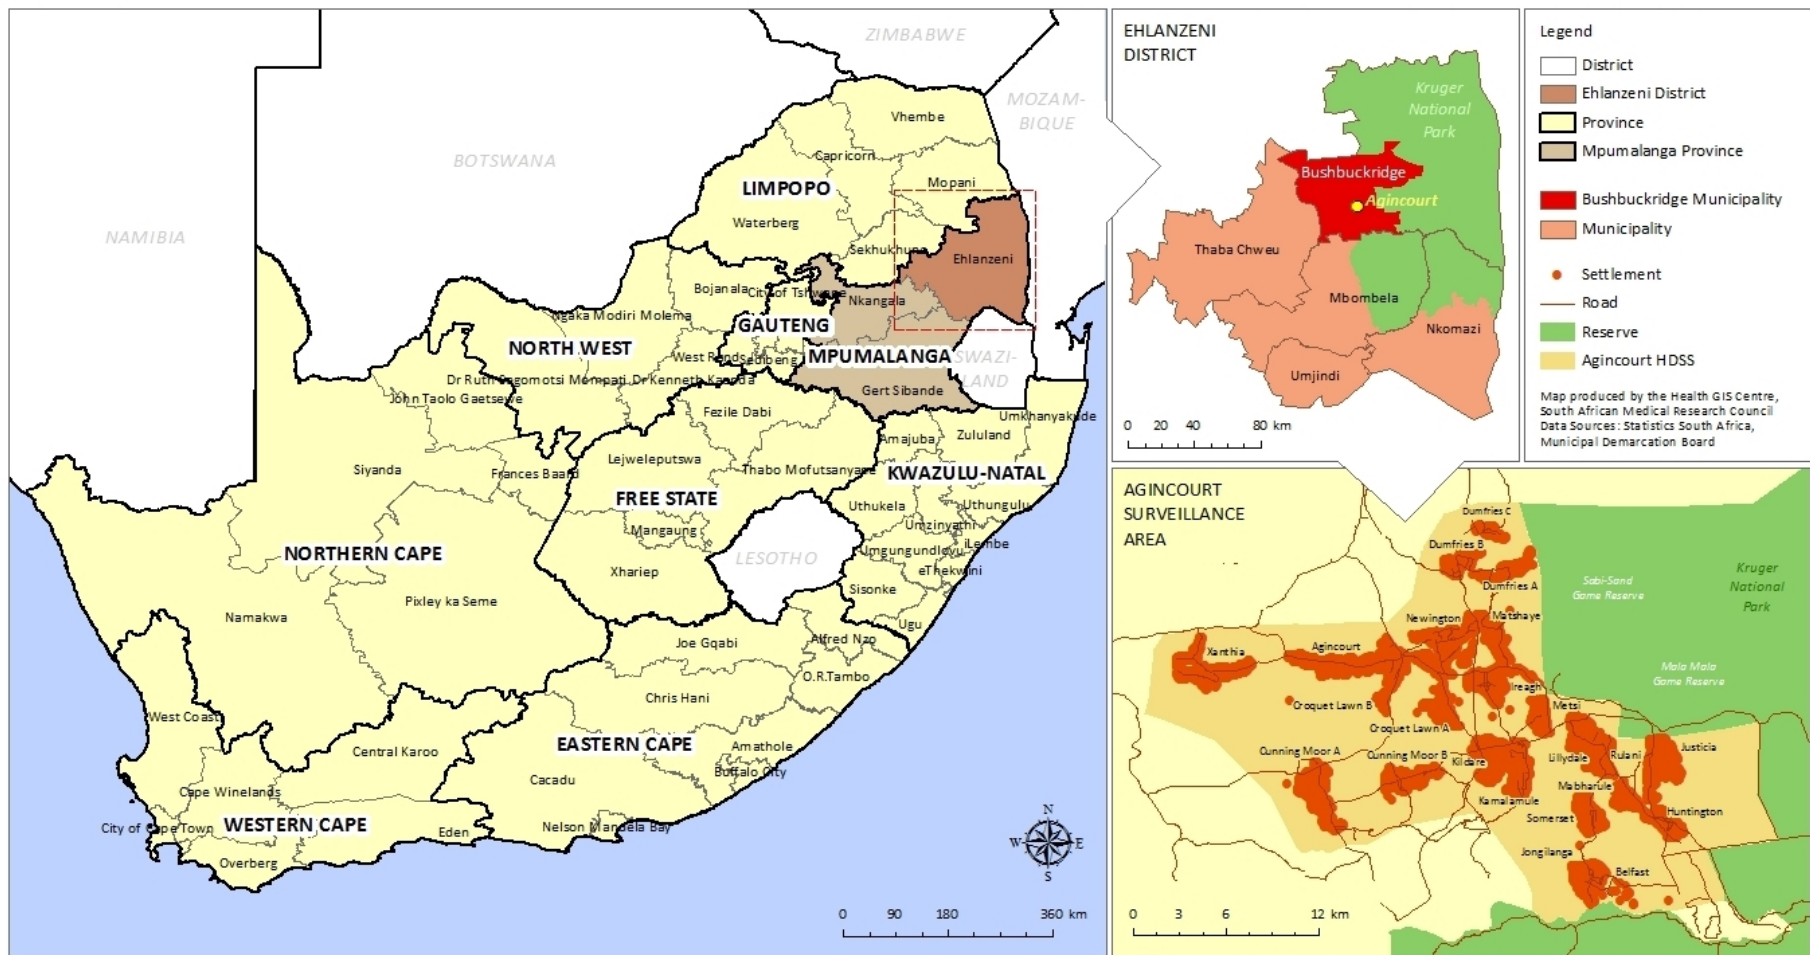 ZIMBABWE
MOZAM-
BIQUE
BOTSWANA
NAMIBIA
Vhembe
Capricorn
LIMPOPO
Mopani
Waterberg
Sekhukhune
Ehlanzeni
Bojanala
City of Tshwane
Nkangala
Ngaka Modiri Molema
GAUTENG
NORTH WEST
West Rand
Sedibeng
MPUMALANGA
SWAZI-
LAND
Dr Ruth Segomotsi Mompati
Dr Kenneth Kaunda
Gert Sibande
John Taolo Gaetsewe
Fezile Dabi
Umkhanyakude
Amajuba
Zululand
Siyanda
Frances Baard
Lejweleputswa
Thabo Mofutsanyane
KWAZULU-NATAL
FREE STATE
Uthukela
Uthungulu
Mangaung
Umzinyathi
iLembe
NORTHERN CAPE
LESOTHO
Umgungundlovu
eThekwini
Xhariep
Sisonke
Namakwa
Pixley ka Seme
Ugu
Joe Gqabi
Alfred Nzo
O.R.Tambo
Chris Hani
West Coast
Central Karoo
EASTERN CAPE
Amathole
Buffalo City
Cacadu
Cape Winelands
City of Cape Town
WESTERN CAPE
Eden
Nelson Mandela Bay
Overberg
N
W
E
S
0 90 180 360 km
EHLANZENI
DISTRICT
Kruger
National
Park
Bushbuckridge
Agincourt
Thaba Chweu
Mbombela
Nkomazi
Umjindi
0 20 40 80 km
Legend
District
Ehlanzeni District
Province
Mpumalanga Province
Bushbuckridge Municipality
Municipality
Settlement
Road
Reserve
Agincourt HDSS
Map produced by the Health GIS Centre,
South African Medical Research Council
Data Sources: Statistics South Africa,
Municipal Demarcation Board
AGINCOURT
SURVEILLANCE
AREA
Dumfries C
Dumfries B
Dumfries A
Sabi-Sand
Game Reserve
Kruger
National
Park
Newington
Matshaye
Xanthia
Agincourt
Mala Mala
Game Reserve
Ireagh
Croquet Lawn B
Metsi
Croquet Lawn A
Cunning Moor A
Cunning Moor B
Kildare
Lillydale
Rulani
Justicia
Mabharule
Kamalamule
Somerset
Huntington
Jongilanga
Belfast
0 3 6 12 km